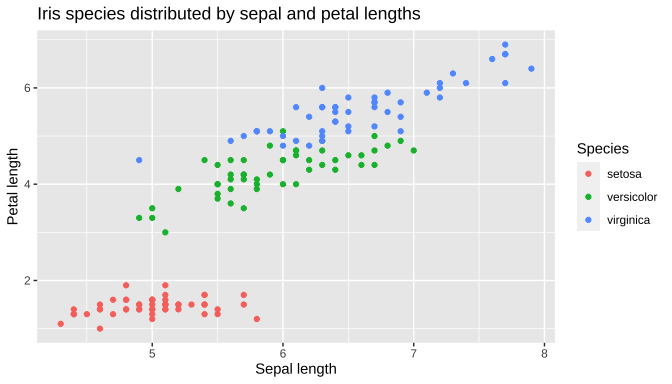 Iris species distributed by sepal and petal lengths
6
4
2
Petal length
5
6
7
8
Sepal length
Species
setosa
versicolor
virginica